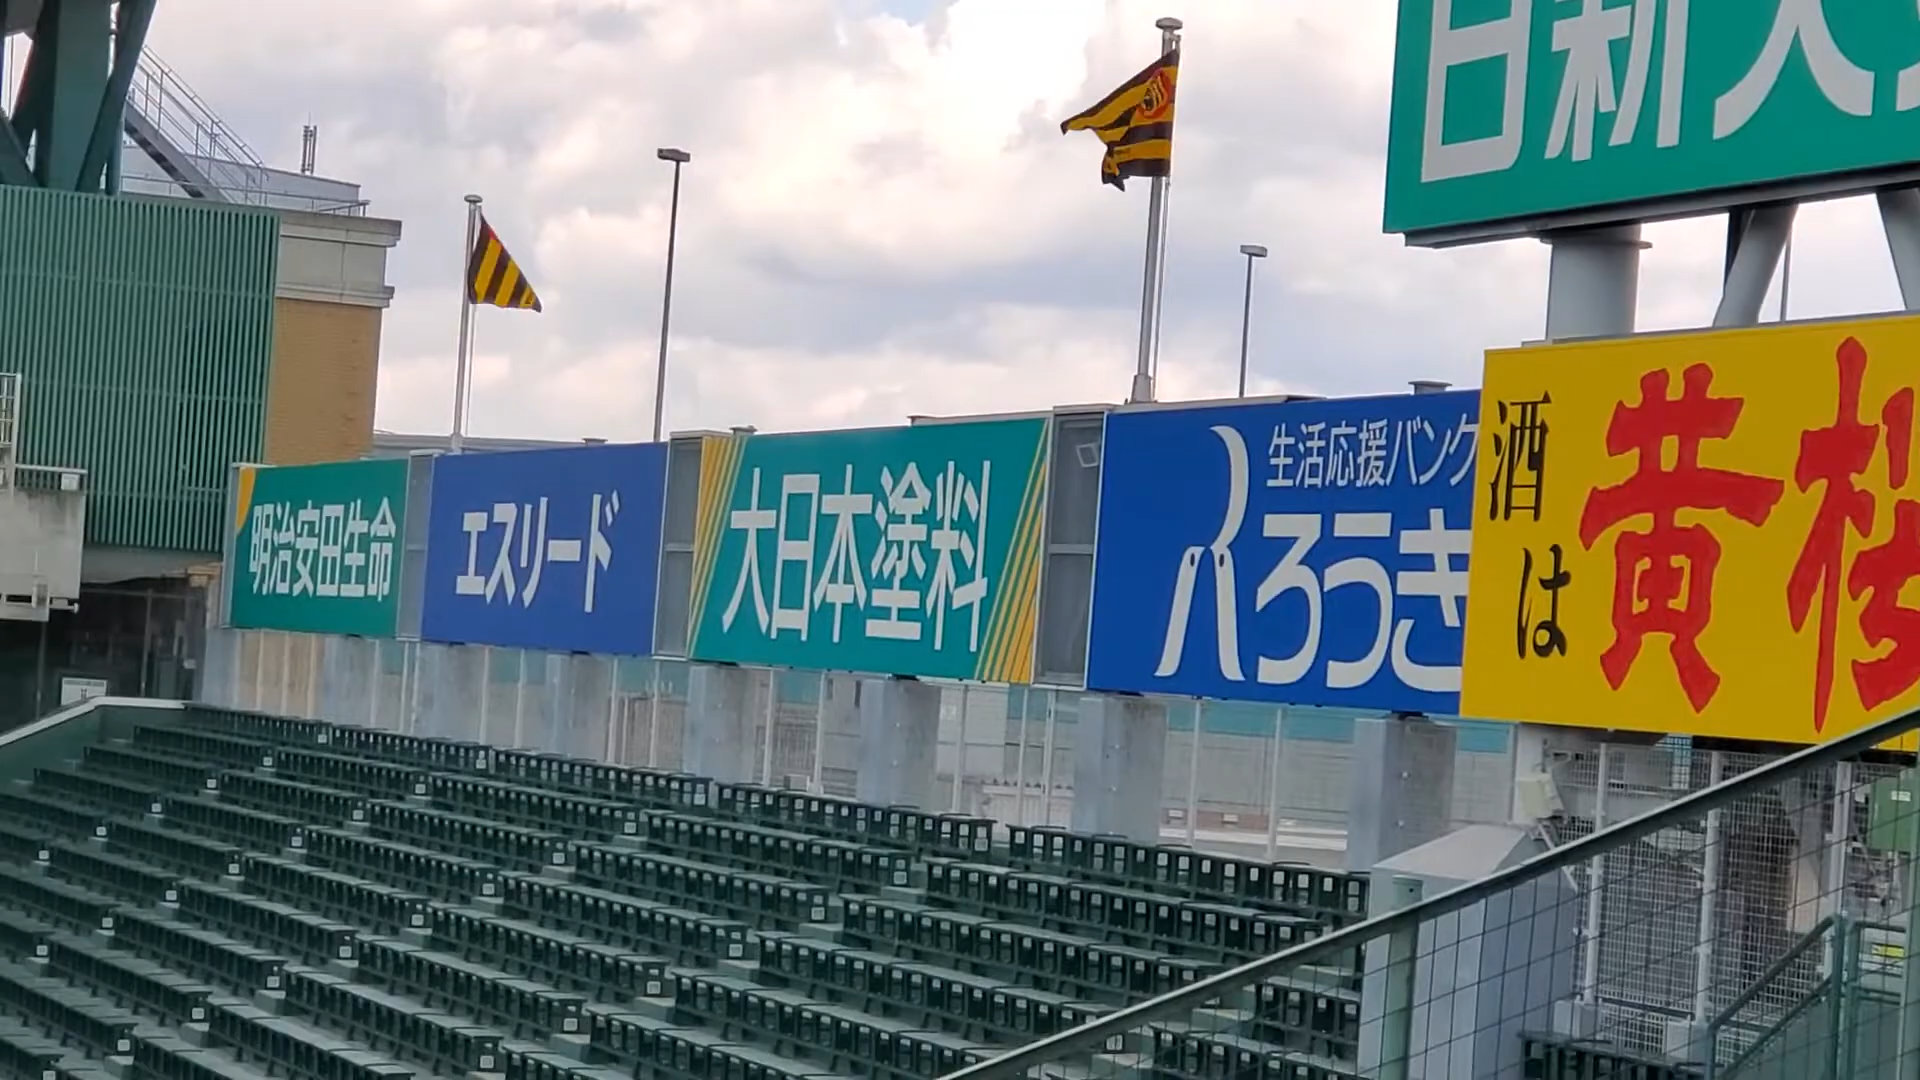 日新
明治安田生命
エスリード
大日本塗料
生活応援バンク
ろうき
酒は
黄桜